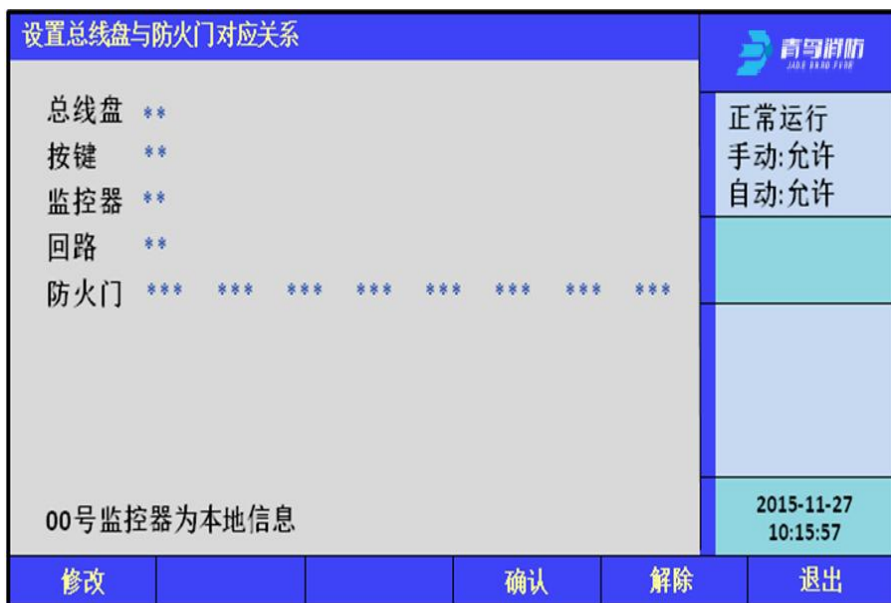 设置总线盘与防火门对应关系
青鸟消防
JADE BIRD FIRE
总线盘 **
按键 **
监控器 **
回路 **
防火门 *** *** *** *** *** *** *** ***
00号监控器为本地信息
正常运行
手动:允许
自动:允许
2015-11-27
10:15:57
修改 确认 解除 退出